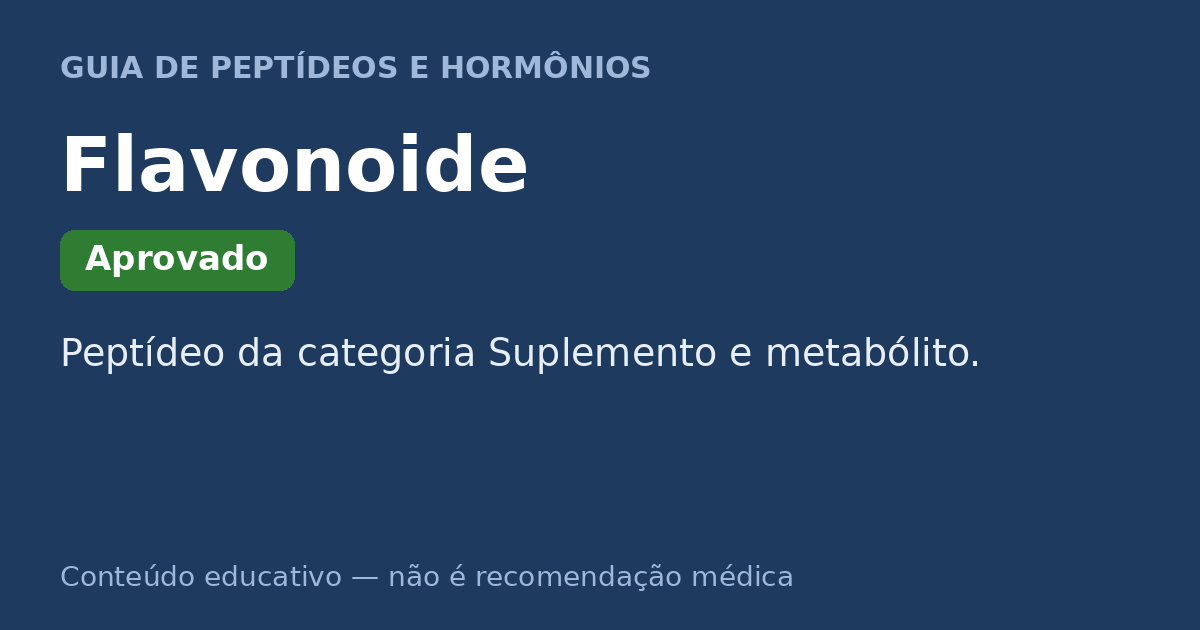 GUIA DE PEPTÍDEOS E HORMÔNIOS
Flavonoide
Aprovado
Peptídeo da categoria Suplemento e metabólito.
Conteúdo educativo — não é recomendação médica